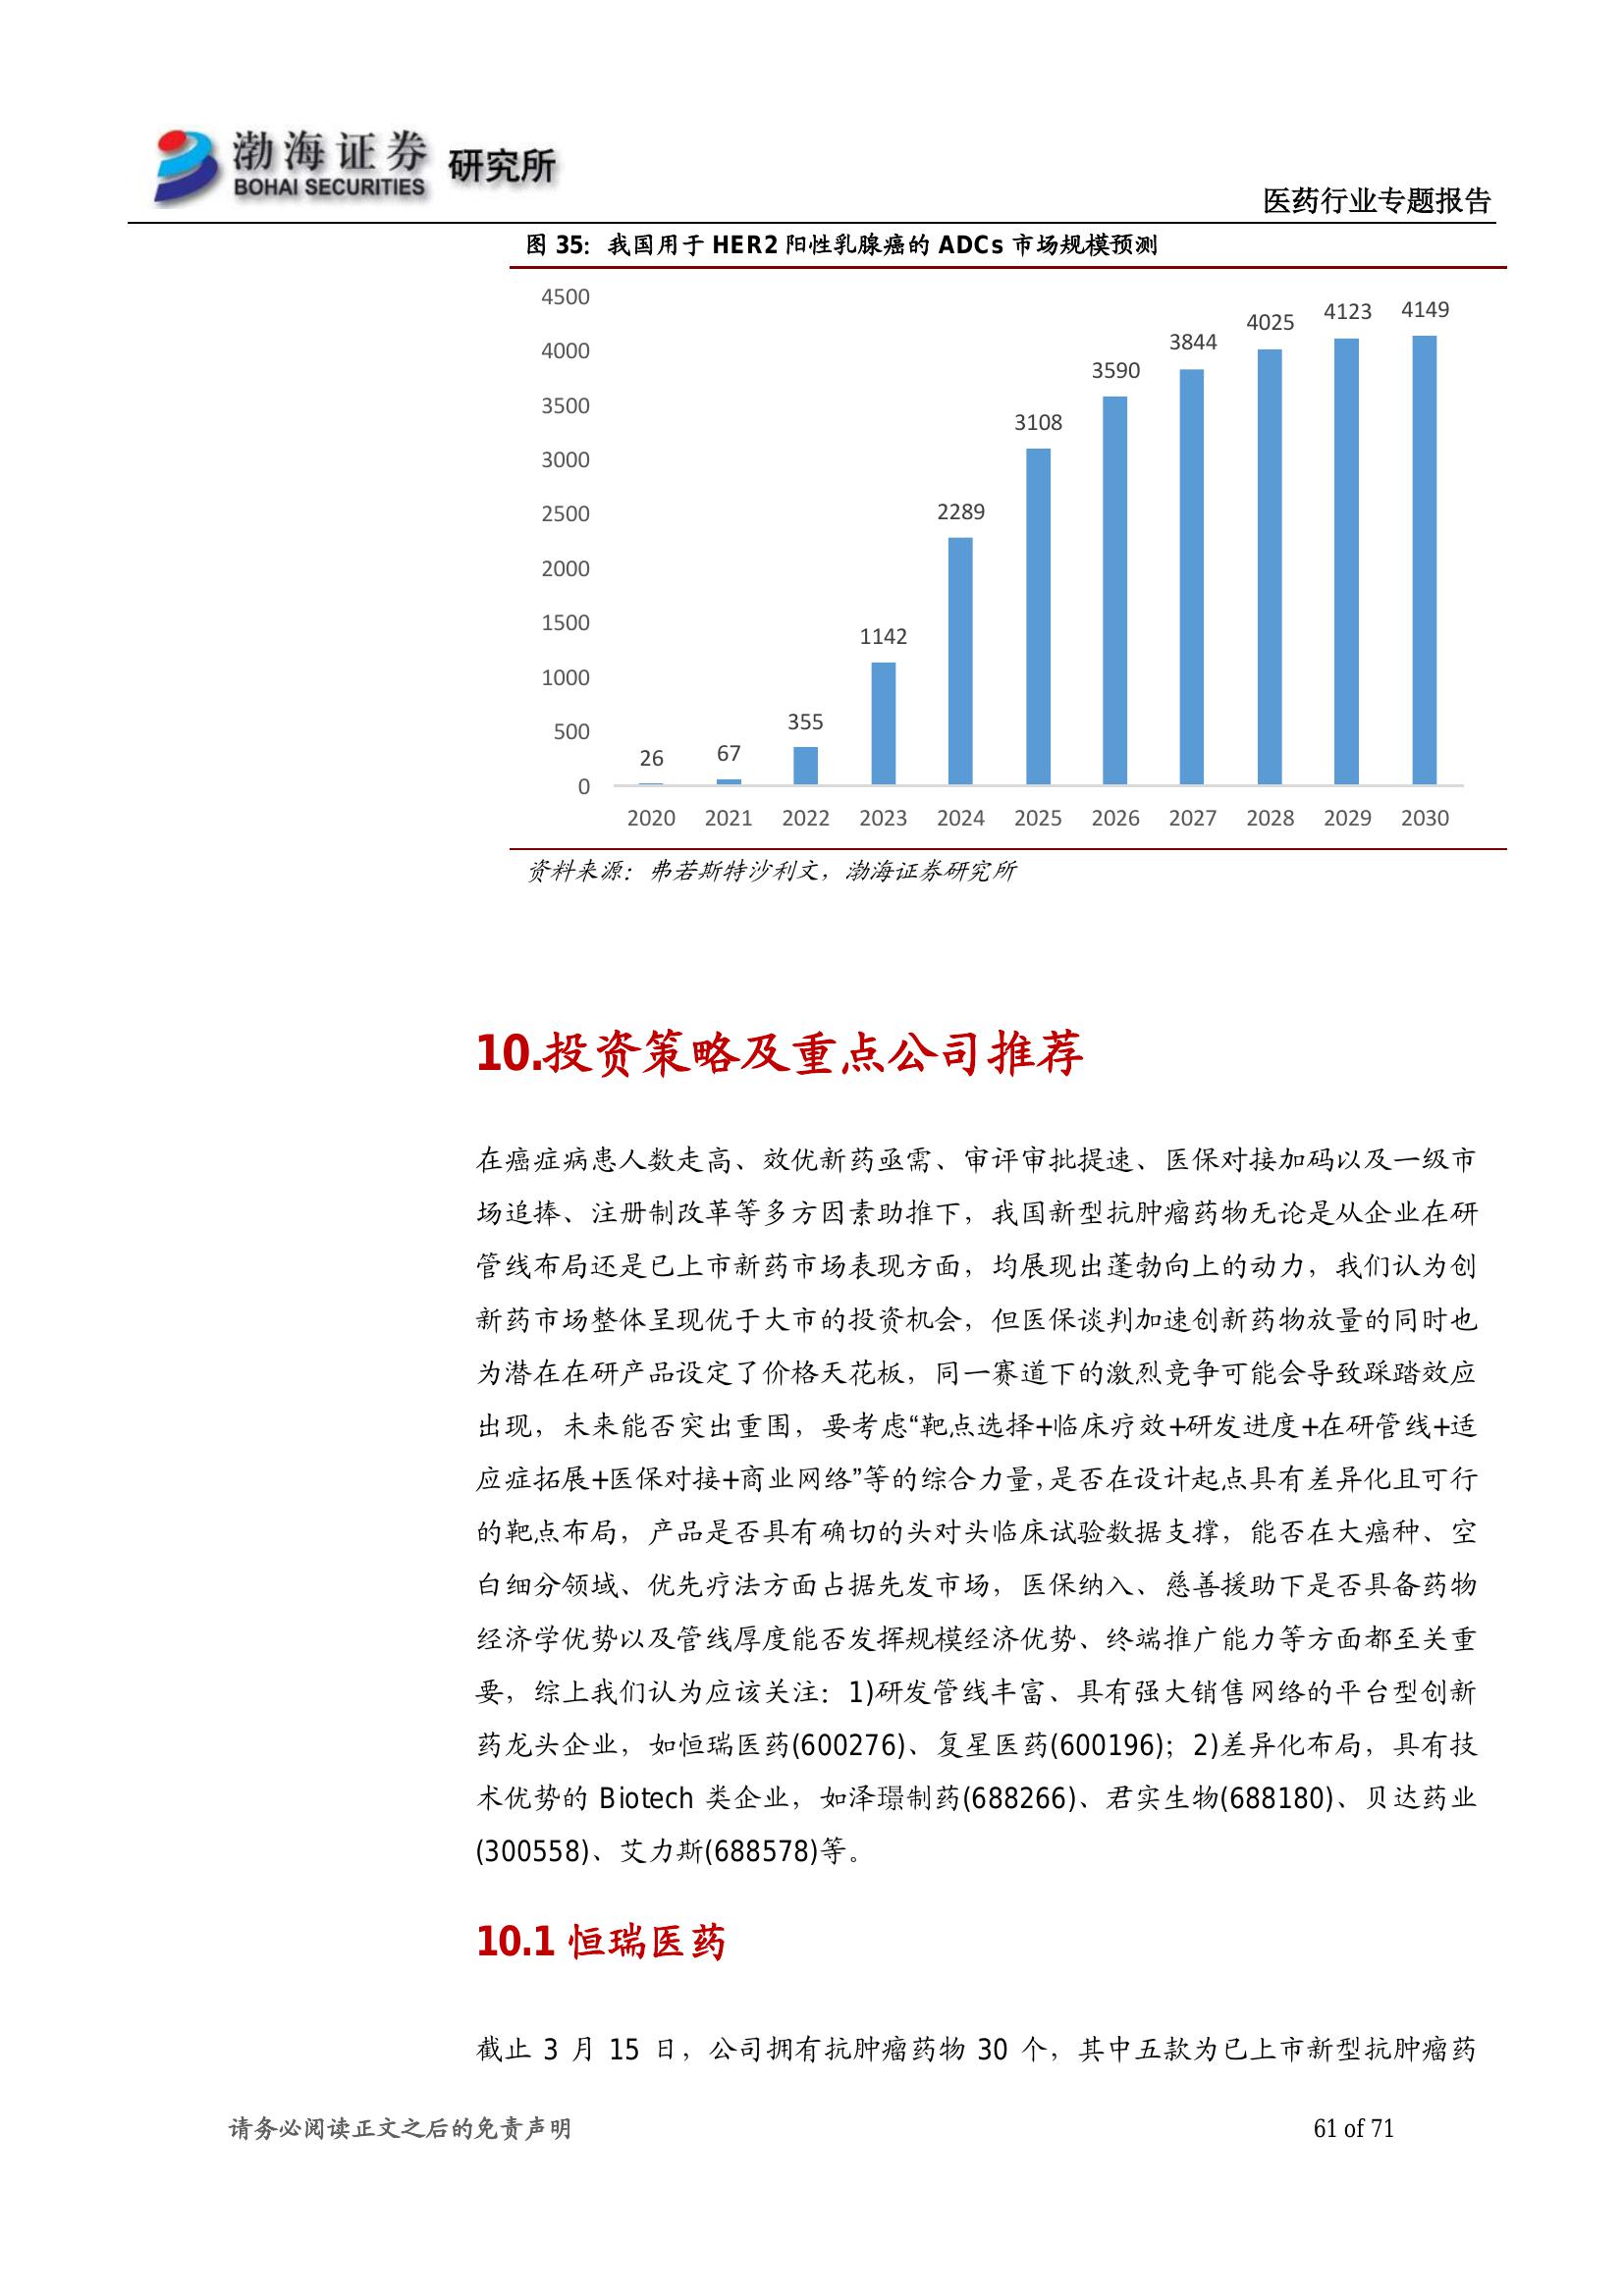 渤海证券 研究所
BOHAI SECURITIES
医药行业专题报告
图 35：我国用于 HER2 阳性乳腺癌的 ADCs 市场规模预测
4500
4000
3500
3000
2500
2000
1500
1000
500
0
26
67
355
1142
2289
3108
3590
3844
4025
4123
4149
2020 2021 2022 2023 2024 2025 2026 2027 2028 2029 2030
资料来源：弗若斯特沙利文，渤海证券研究所
10.投资策略及重点公司推荐
在癌症病患人数走高、效优新药亟需、审评审批提速、医保对接加码以及一级市
场追捧、注册制改革等多方因素助推下，我国新型抗肿瘤药物无论是从企业在研
管线布局还是已上市新药市场表现方面，均展现出蓬勃向上的动力，我们认为创
新药市场整体呈现优于大市的投资机会，但医保谈判加速创新药物放量的同时也
为潜在在研产品设定了价格天花板，同一赛道下的激烈竞争可能会导致踩踏效应
出现，未来能否突出重围，要考虑“靶点选择+临床疗效+研发进度+在研管线+适
应症拓展+医保对接+商业网络”等的综合力量，是否在设计起点具有差异化且可行
的靶点布局，产品是否具有确切的头对头临床试验数据支撑，能否在大癌种、空
白细分领域、优先疗法方面占据先发市场，医保纳入、慈善援助下是否具备药物
经济学优势以及管线厚度能否发挥规模经济优势、终端推广能力等方面都至关重
要，综上我们认为应该关注：1)研发管线丰富、具有强大销售网络的平台型创新
药龙头企业，如恒瑞医药(600276)、复星医药(600196)；2)差异化布局，具有技
术优势的 Biotech 类企业，如泽璟制药(688266)、君实生物(688180)、贝达药业
(300558)、艾力斯(688578)等。
10.1 恒瑞医药
截止 3 月 15 日，公司拥有抗肿瘤药物 30 个，其中五款为已上市新型抗肿瘤药
请务必阅读正文之后的免责声明
61 of 71